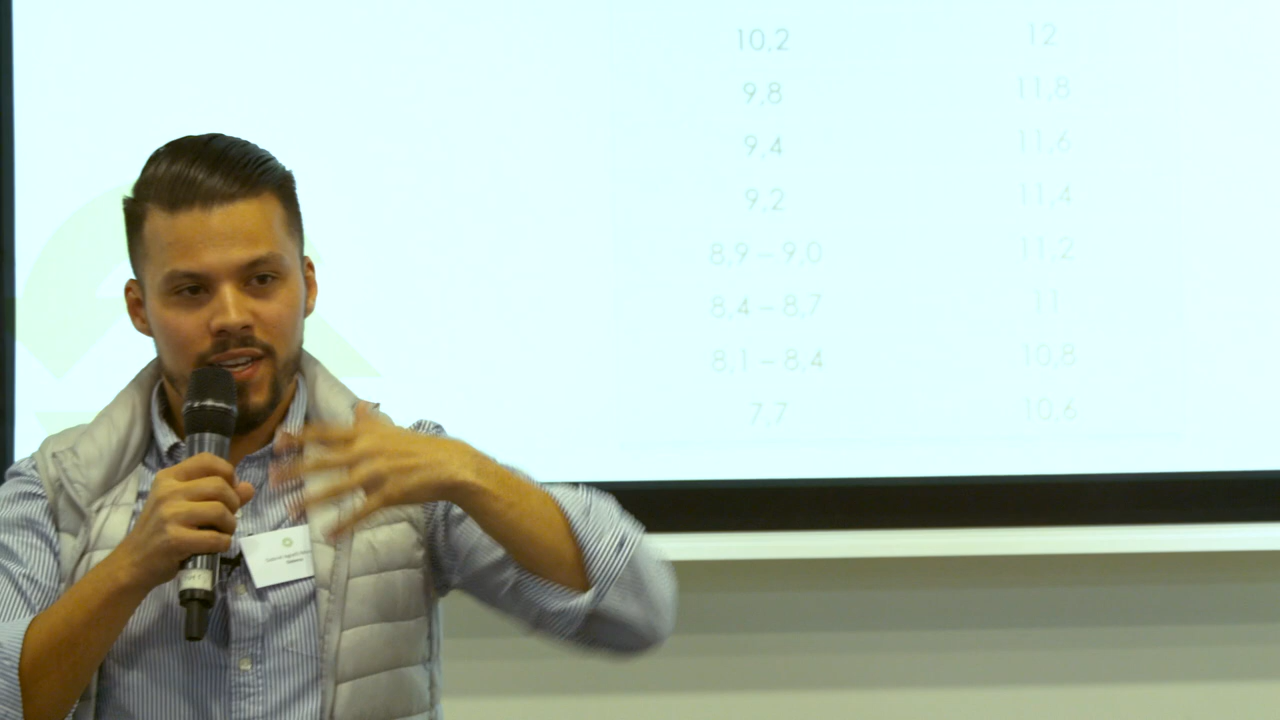 10,2 12
9,8 11,8
9,4 11,6
9,2 11,4
8,9 – 9,0 11,2
8,4 – 8,7 11
8,1 – 8,4 10,8
7,7 10,6